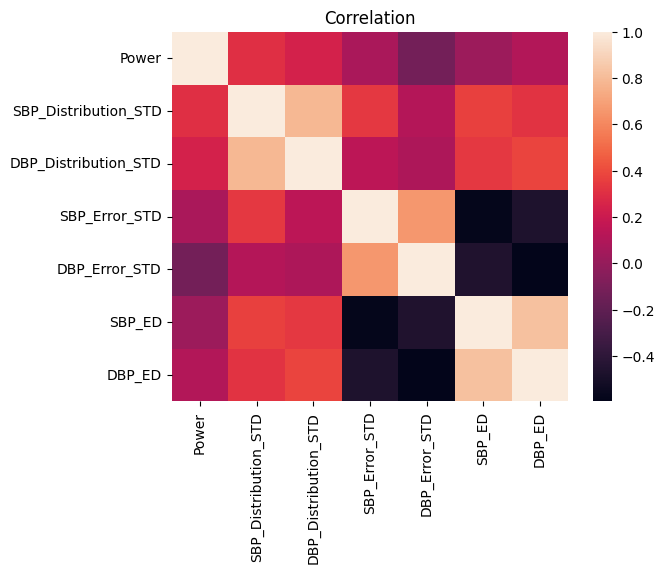 Correlation
Power
SBP_Distribution_STD
DBP_Distribution_STD
SBP_Error_STD
DBP_Error_STD
SBP_ED
DBP_ED
Power
SBP_Distribution_STD
DBP_Distribution_STD
SBP_Error_STD
DBP_Error_STD
SBP_ED
DBP_ED
1.0
0.8
0.6
0.4
0.2
0.0
−0.2
−0.4